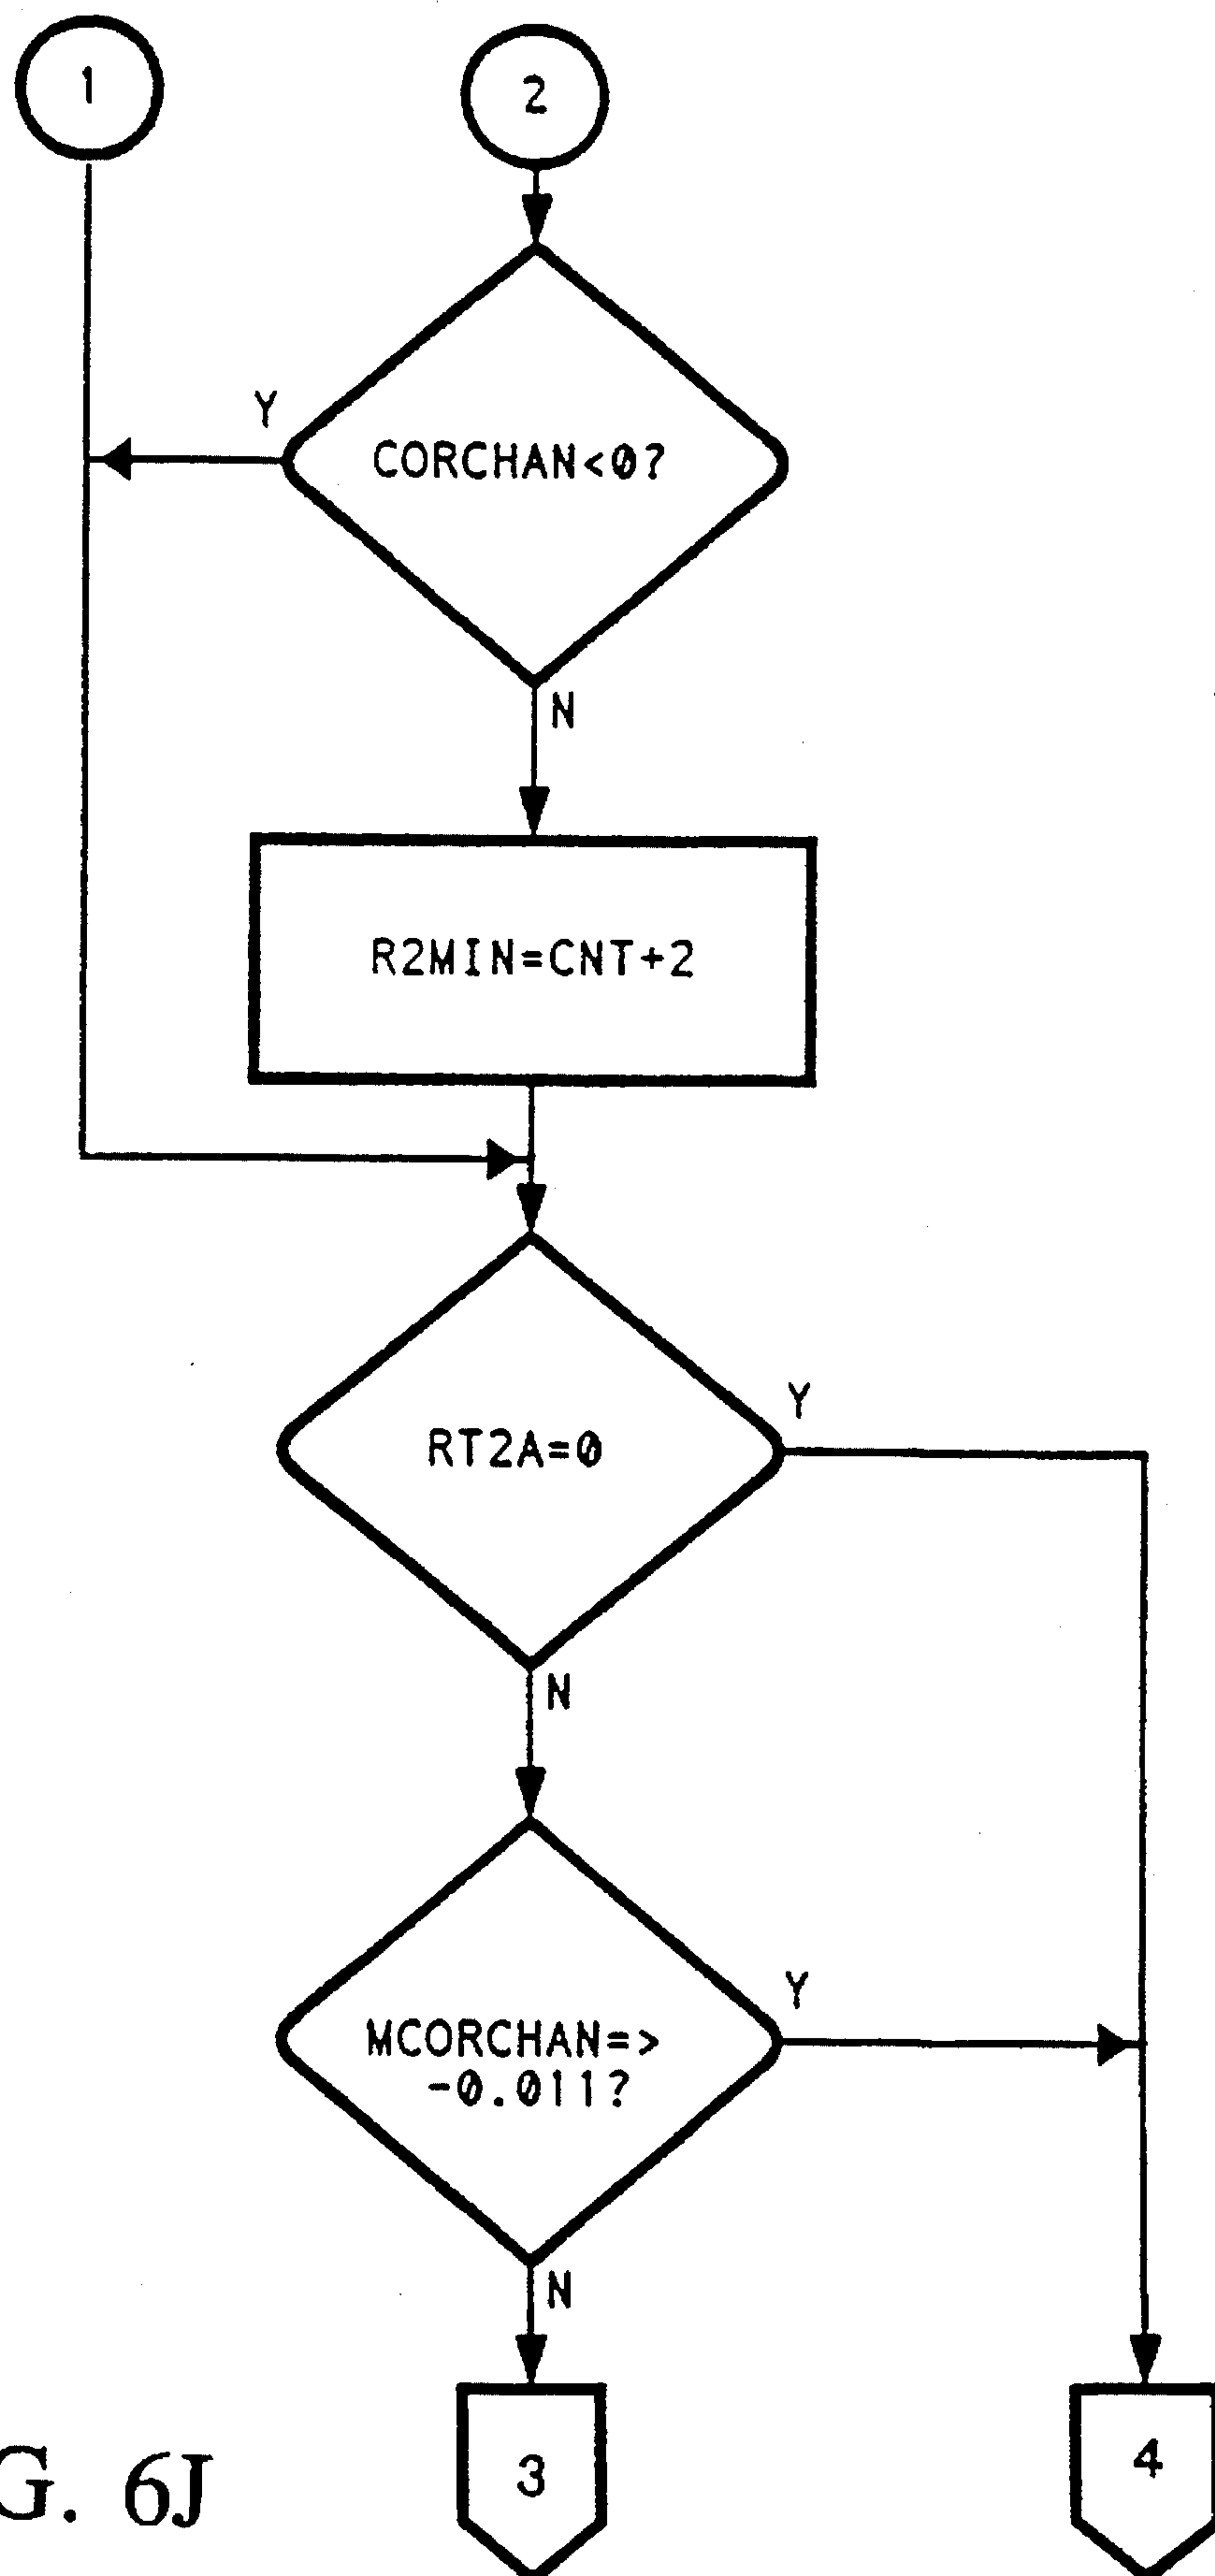 1
2
Y
CORCHAN<0?
N
R2MIN=CNT+2
Y
RT2A=0
N
Y
MCORCHAN=>
-0.011?
N
3
4
G. 6J